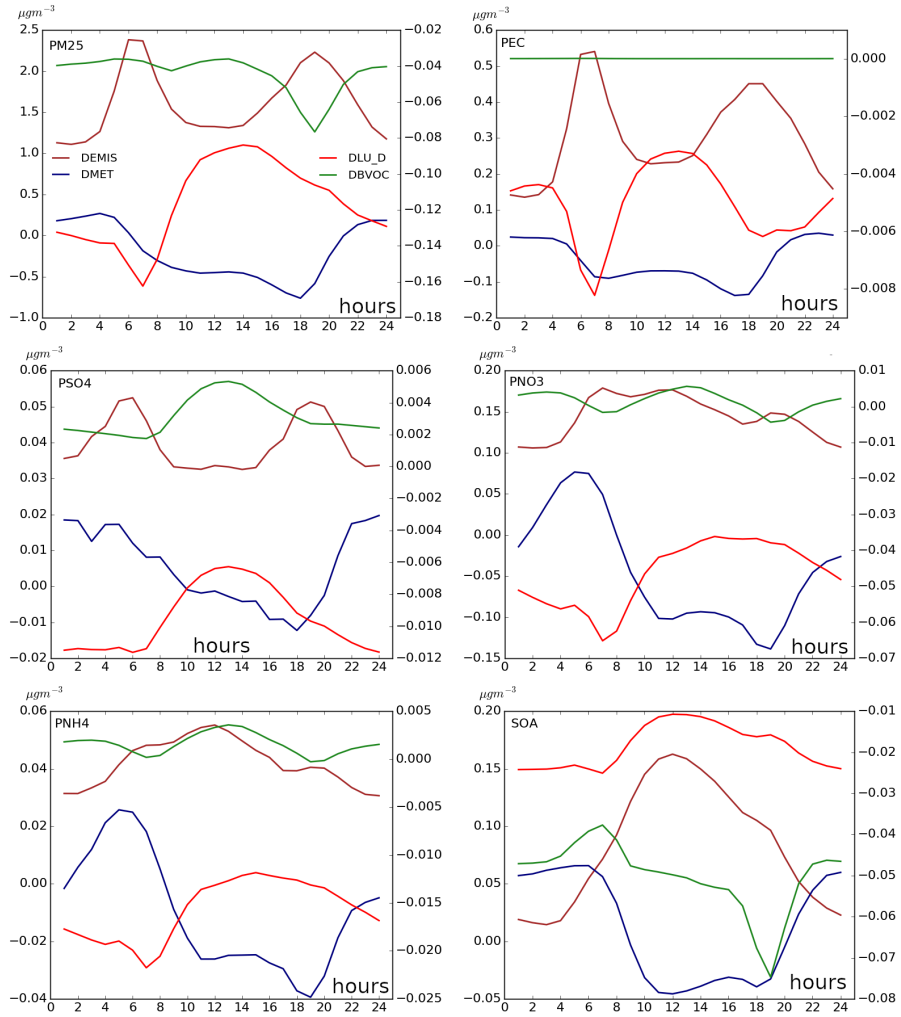 μgm⁻³ μgm⁻³
2.5 −0.02 0.6
PM25 PEC
2.0 −0.04 0.5 0.000
1.5 −0.06 0.4 −0.002
1.0 −0.08 0.3
DEMIS DLU_D
DMET DBVOC
0.5 −0.10 0.2 −0.004
0.0 −0.12 0.1 −0.006
−0.14 0.0
−0.5 −0.16 −0.1 −0.008
hours hours
−1.0 −0.18 −0.2
0 2 4 6 8 10 12 14 16 18 20 22 24 0 2 4 6 8 10 12 14 16 18 20 22 24
μgm⁻³ μgm⁻³
0.06 0.006 0.20 0.01
PSO4 PNO3
0.05 0.004 0.15 0.00
0.04 0.002 0.10 −0.01
0.03 0.000 0.05 −0.02
0.02 −0.002 0.00 −0.03
−0.004 −0.04
0.01 −0.006 −0.05 −0.05
0.00 −0.008 −0.10 −0.06
−0.01 −0.010
hours hours
−0.02 −0.012 −0.15 −0.07
0 2 4 6 8 10 12 14 16 18 20 22 24 0 2 4 6 8 10 12 14 16 18 20 22 24
μgm⁻³ μgm⁻³
0.06 0.005 0.20 −0.01
PNH4 SOA
0.04 0.000 0.15 −0.02
−0.005 −0.03
0.02 −0.010 0.10 −0.04
0.00 −0.015 0.05 −0.05
−0.02 −0.020 0.00 −0.06
−0.07
hours hours
−0.04 −0.025 −0.05 −0.08
0 2 4 6 8 10 12 14 16 18 20 22 24 0 2 4 6 8 10 12 14 16 18 20 22 24